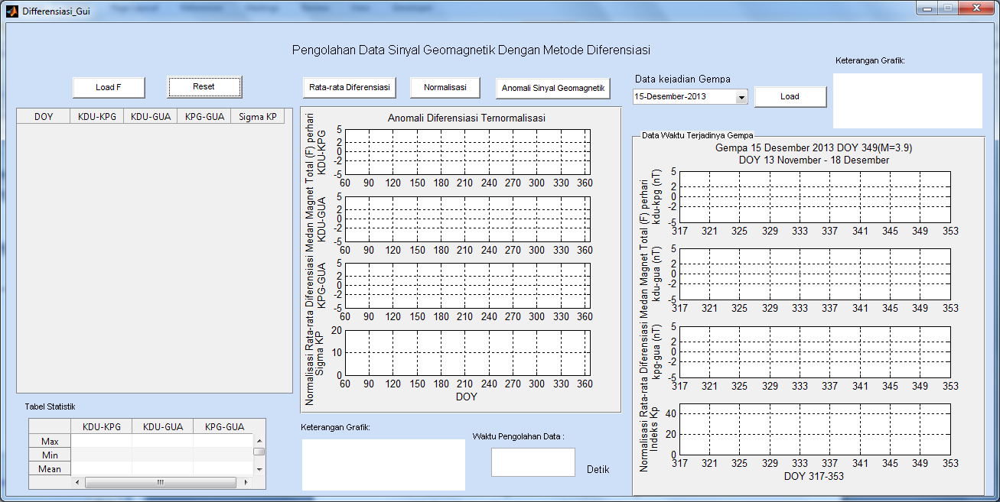 Differensiasi_Gui
Pengolahan Data Sinyal Geomagnetik Dengan Metode Diferensiasi
Load F
Reset
Rata-rata Diferensiasi
Normalisasi
Anomali Sinyal Geomagnetik
Data kejadian Gempa
15-Desember-2013
Load
Keterangan Grafik:
DOY KDU-KPG KDU-GUA KPG-GUA Sigma KP
Tabel Statistik
KDU-KPG KDU-GUA KPG-GUA
Max
Min
Mean
Anomali Diferensiasi Ternormalisasi
Normalisasi Rata-rata Diferensiasi Medan Magnet Total (F) perhari
KDU-KPG
5
2
0
-2
-5
60 90 120 150 180 210 240 270 300 330 360
KDU-GUA
5
2
0
-2
-5
60 90 120 150 180 210 240 270 300 330 360
KPG-GUA
5
2
0
-2
-5
60 90 120 150 180 210 240 270 300 330 360
Sigma KP
20
10
0
60 90 120 150 180 210 240 270 300 330 360
DOY
Keterangan Grafik:
Waktu Pengolahan Data :
Detik
Data Waktu Terjadinya Gempa
Gempa 15 Desember 2013 DOY 349(M=3.9)
DOY 13 November - 18 Desember
Normalisasi Rata-rata Diferensiasi Medan Magnet Total (F) perhari
kdu-kpg (nT)
5
2
0
-2
-5
317 321 325 329 333 337 341 345 349 353
kdu-gua (nT)
5
2
0
-2
-5
317 321 325 329 333 337 341 345 349 353
kpg-gua (nT)
5
2
0
-2
-5
317 321 325 329 333 337 341 345 349 353
Indeks Kp
40
20
0
317 321 325 329 333 337 341 345 349 353
DOY 317-353